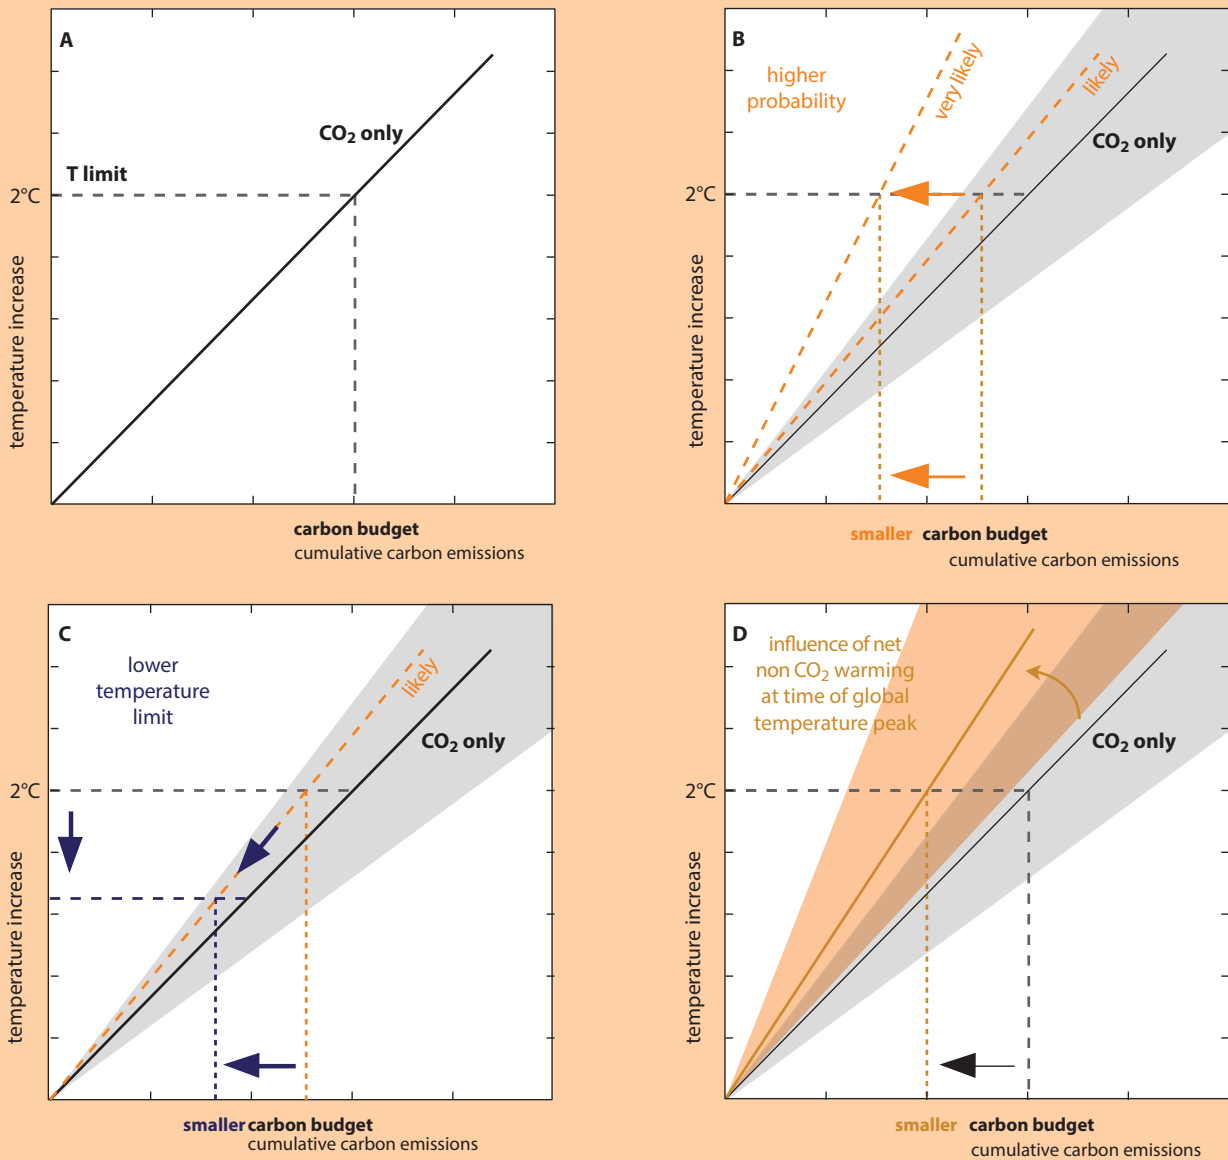 A
CO2 only
T limit
2°C
temperature increase
carbon budget
cumulative carbon emissions
B
higher
probability
very likely
likely
CO2 only
2°C
temperature increase
smaller carbon budget
cumulative carbon emissions
C
lower
temperature
limit
likely
CO2 only
2°C
temperature increase
smaller carbon budget
cumulative carbon emissions
D
influence of net
non CO2 warming
at time of global
temperature peak
CO2 only
2°C
temperature increase
smaller carbon budget
cumulative carbon emissions